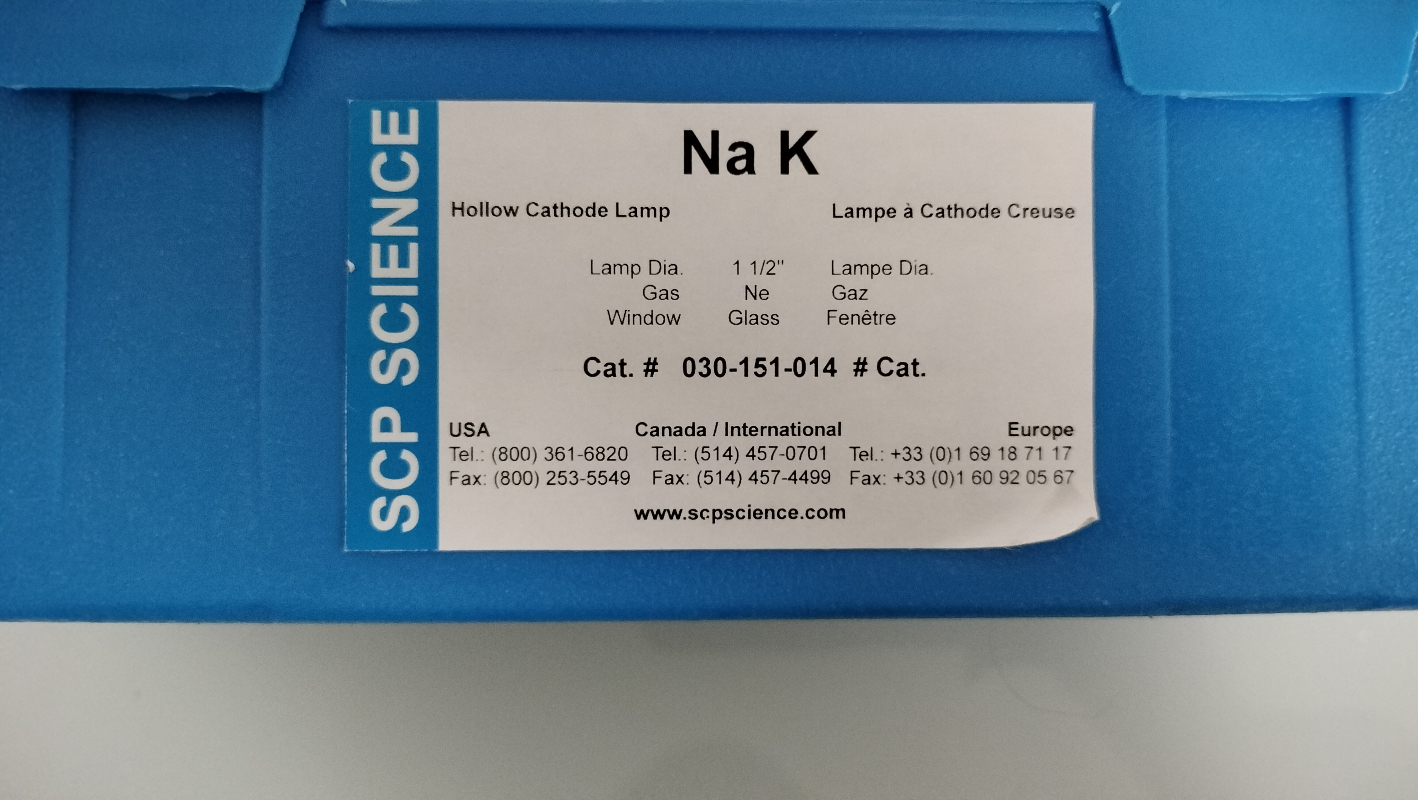 SCP SCIENCE
Na K
Hollow Cathode Lamp Lampe à Cathode Creuse
Lamp Dia. 1 1/2" Lampe Dia.
Gas Ne Gaz
Window Glass Fenêtre
Cat. # 030-151-014 # Cat.
USA Canada / International Europe
Tel.: (800) 361-6820 Tel.: (514) 457-0701 Tel.: +33 (0)1 69 18 71 17
Fax: (800) 253-5549 Fax: (514) 457-4499 Fax: +33 (0)1 60 92 05 67
www.scpscience.com